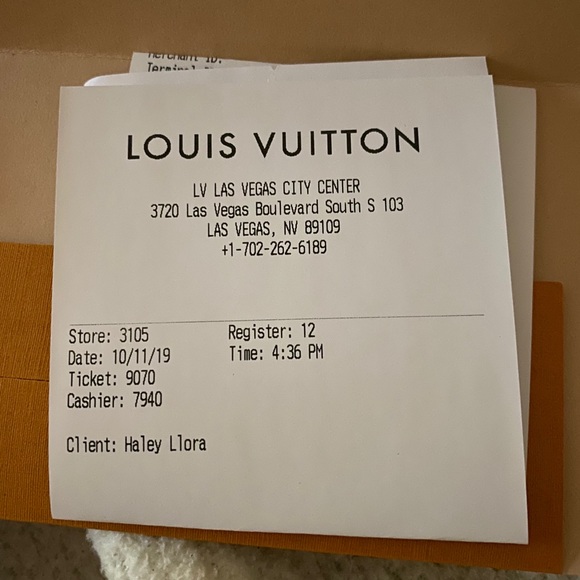 Merchant ID:
LOUIS VUITTON
LV LAS VEGAS CITY CENTER
3720 Las Vegas Boulevard South S 103
LAS VEGAS, NV 89109
+1-702-262-6189
Store: 3105 Register: 12
Date: 10/11/19 Time: 4:36 PM
Ticket: 9070
Cashier: 7940
Client: Haley Llora